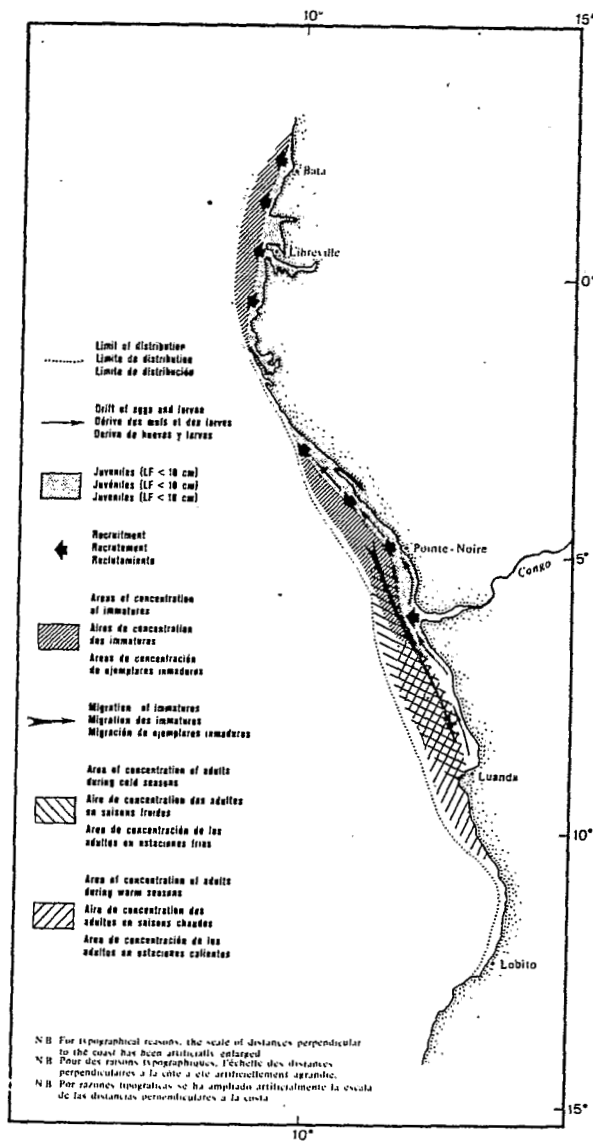 10°
15°
Bata
Libreville
0°
Limit of distribution
Limite de distribution
Limite de distribución
Drift of eggs and larvae
Dérive des œufs et des larves
Deriva de huevos y larves
Juveniles (LF < 10 cm)
Juvéniles (LF < 10 cm)
Juveniles (LF < 10 cm)
Recruitment
Recrutement
Reclutamiento
Pointe-Noire
5°
Congo
Areas of concentration
of immatures
Aires de concentration
des immatures
Areas de concentración
de ejemplares inmaduros
Migration of immatures
Migration des immatures
Migración de ejemplares inmaduros
Area of concentration of adults
during cold seasons
Aire de concentration des adultes
en saisons froides
Area de concentración de los
adultos en estaciones frias
Luanda
10°
Area of concentration of adults
during warm seasons
Aire de concentration des
adultes en saisons chaudes
Area de concentración de los
adultos en estaciones calientes
Lobito
N B For typographical reasons, the scale of distances perpendicular
to the coast has been artificially enlarged
N B Pour des raisons typographiques, l'échelle des distances
perpendiculaires a la côte a été artificiellement agrandie.
N B Por razones tipograficas se ha ampliado artificialmente la escala
de las distancias perpendiculares a la costa
10°
15°